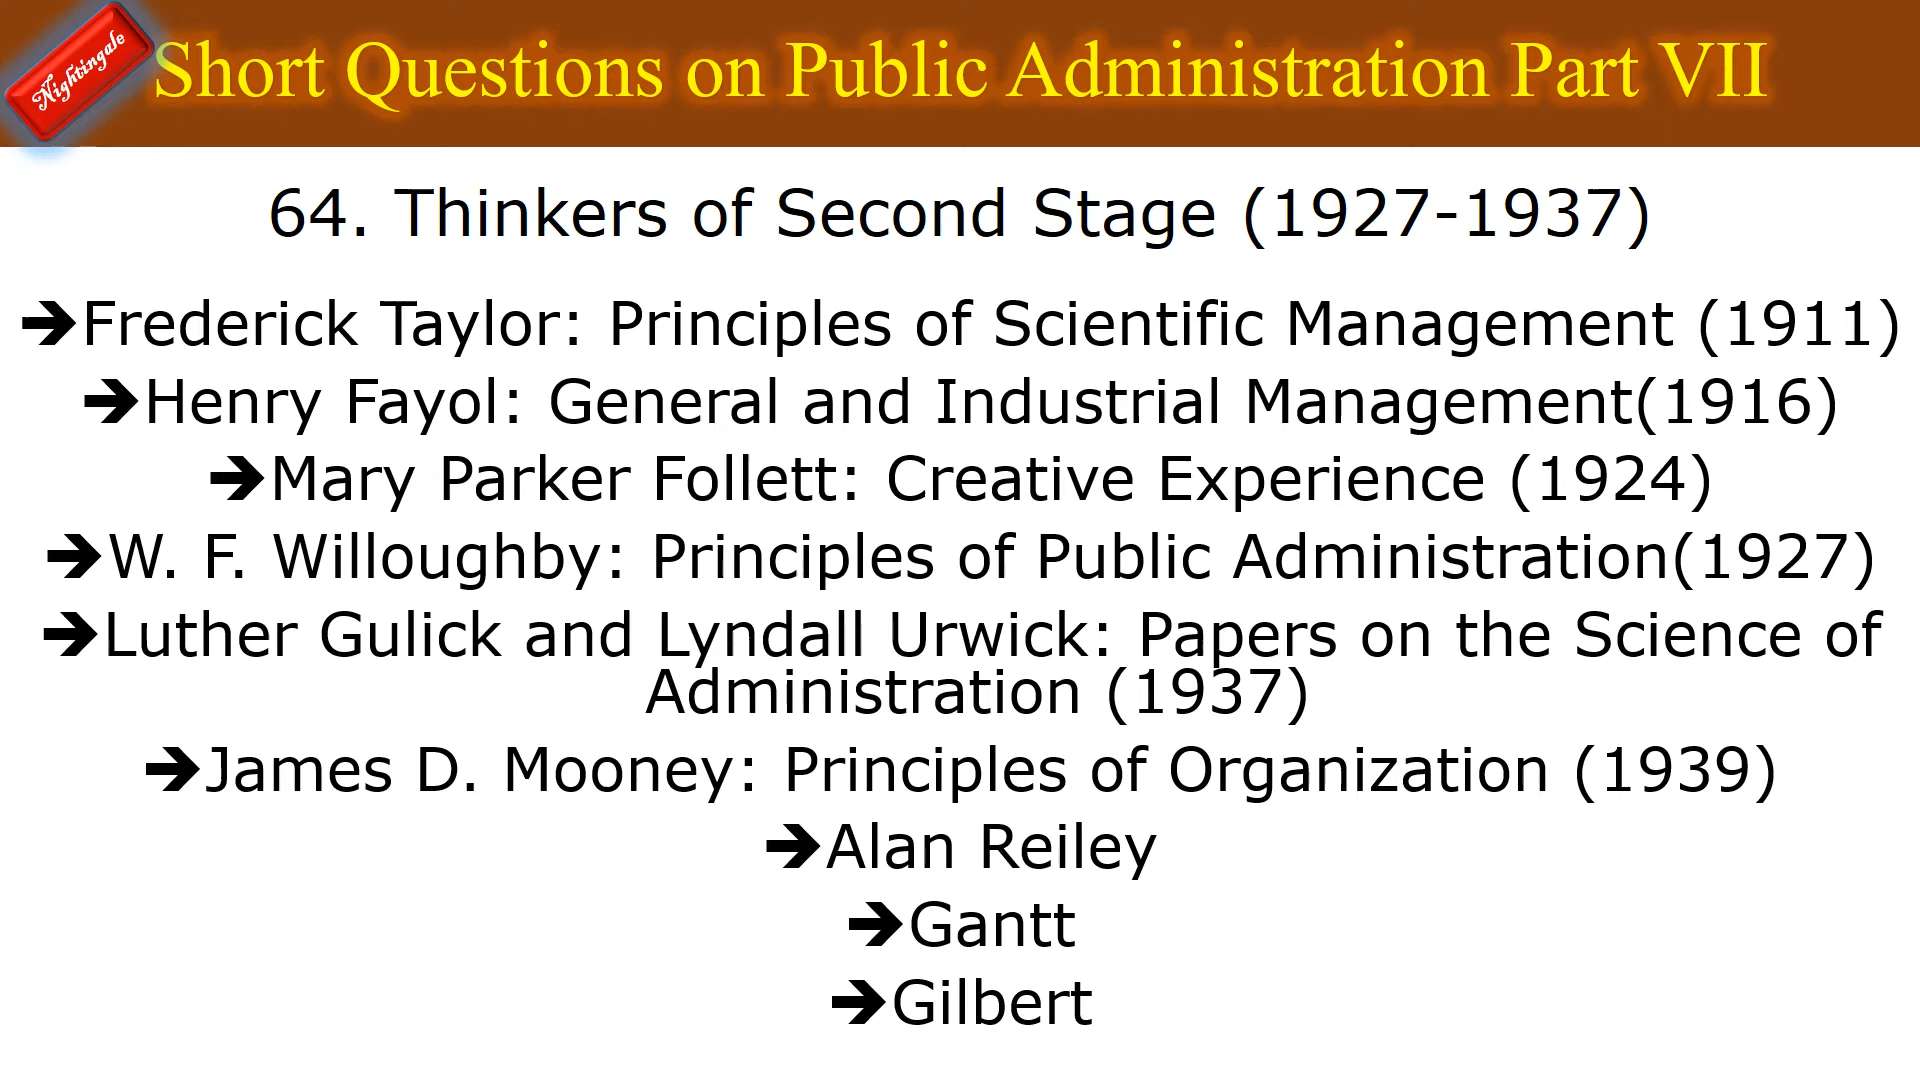 Nightingale
Short Questions on Public Administration Part VII
64. Thinkers of Second Stage (1927-1937)
➔Frederick Taylor: Principles of Scientific Management (1911)
➔Henry Fayol: General and Industrial Management(1916)
➔Mary Parker Follett: Creative Experience (1924)
➔W. F. Willoughby: Principles of Public Administration(1927)
➔Luther Gulick and Lyndall Urwick: Papers on the Science of
Administration (1937)
➔James D. Mooney: Principles of Organization (1939)
➔Alan Reiley
➔Gantt
➔Gilbert